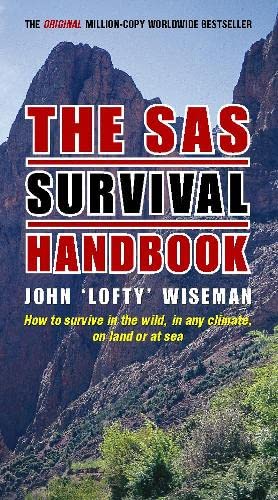 THE ORIGINAL MILLION-COPY WORLDWIDE BESTSELLER
THE SAS
SURVIVAL
HANDBOOK
JOHN ‘LOFTY’ WISEMAN
How to survive in the wild, in any climate,
on land or at sea